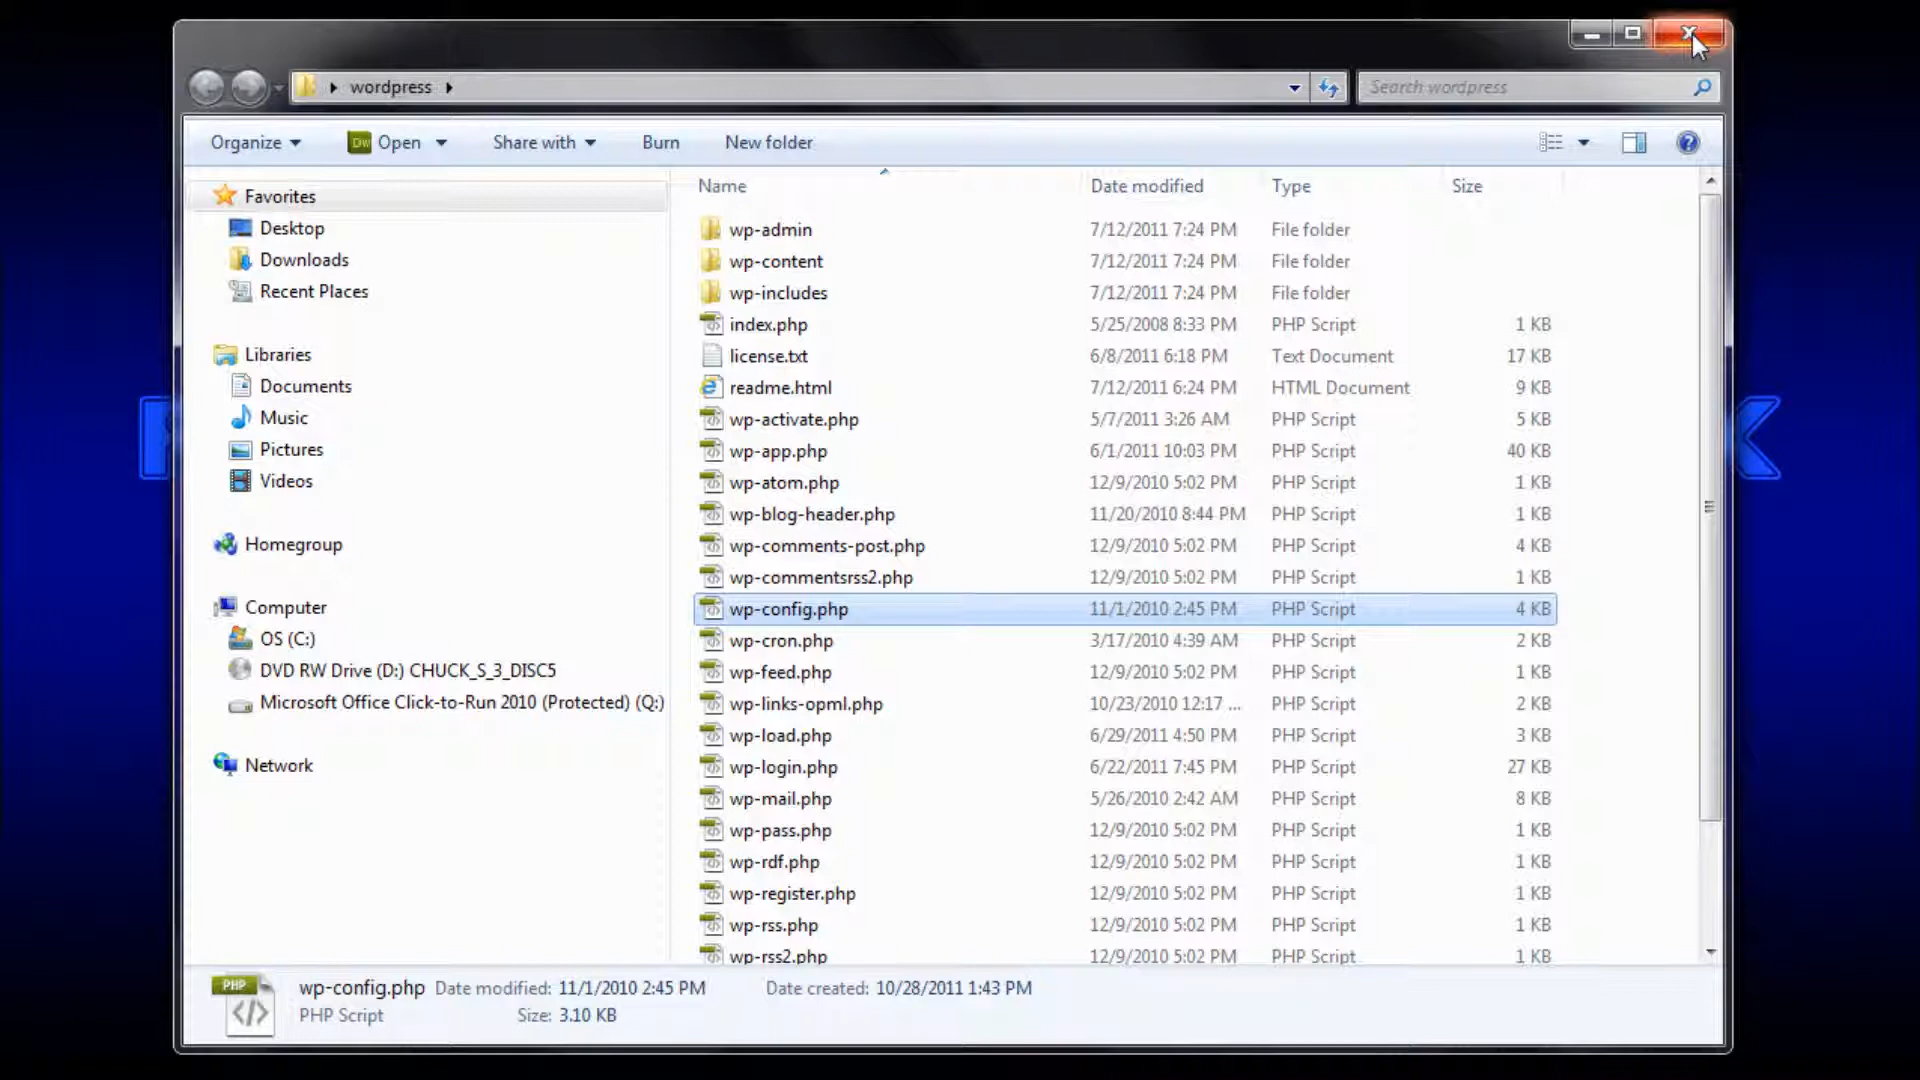 wordpress
Search wordpress
Organize
Dw Open
Share with
Burn
New folder
Name Date modified Type Size
Favorites
Desktop
Downloads
Recent Places
Libraries
Documents
Music
Pictures
Videos
Homegroup
Computer
OS (C:)
DVD RW Drive (D:) CHUCK_S_3_DISC5
Microsoft Office Click-to-Run 2010 (Protected) (Q:)
Network
wp-admin 7/12/2011 7:24 PM File folder
wp-content 7/12/2011 7:24 PM File folder
wp-includes 7/12/2011 7:24 PM File folder
index.php 5/25/2008 8:33 PM PHP Script 1 KB
license.txt 6/8/2011 6:18 PM Text Document 17 KB
readme.html 7/12/2011 6:24 PM HTML Document 9 KB
wp-activate.php 5/7/2011 3:26 AM PHP Script 5 KB
wp-app.php 6/1/2011 10:03 PM PHP Script 40 KB
wp-atom.php 12/9/2010 5:02 PM PHP Script 1 KB
wp-blog-header.php 11/20/2010 8:44 PM PHP Script 1 KB
wp-comments-post.php 12/9/2010 5:02 PM PHP Script 4 KB
wp-commentsrss2.php 12/9/2010 5:02 PM PHP Script 1 KB
wp-config.php 11/1/2010 2:45 PM PHP Script 4 KB
wp-cron.php 3/17/2010 4:39 AM PHP Script 2 KB
wp-feed.php 12/9/2010 5:02 PM PHP Script 1 KB
wp-links-opml.php 10/23/2010 12:17 ... PHP Script 2 KB
wp-load.php 6/29/2011 4:50 PM PHP Script 3 KB
wp-login.php 6/22/2011 7:45 PM PHP Script 27 KB
wp-mail.php 5/26/2010 2:42 AM PHP Script 8 KB
wp-pass.php 12/9/2010 5:02 PM PHP Script 1 KB
wp-rdf.php 12/9/2010 5:02 PM PHP Script 1 KB
wp-register.php 12/9/2010 5:02 PM PHP Script 1 KB
wp-rss.php 12/9/2010 5:02 PM PHP Script 1 KB
wp-rss2.php 12/9/2010 5:02 PM PHP Script 1 KB
PHP
wp-config.php Date modified: 11/1/2010 2:45 PM Date created: 10/28/2011 1:43 PM
PHP Script Size: 3.10 KB